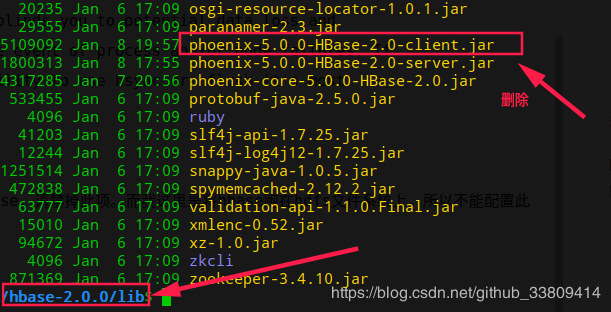 20235 Jan 6 17:09 osgi-resource-locator-1.0.1.jar
29555 Jan 6 17:09 paranamer-2.3.jar
19:57 phoenix-5.0.0-HBase-2.0-client.jar
1800313 Jan 8 17:55 phoenix-5.0.0-HBase-2.0-server.jar
4317285 Jan 7 20:56 phoenix-core-5.0.0-HBase-2.0.jar
533455 Jan 6 17:09 protobuf-java-2.5.0.jar
删除
4096 Jan 6 17:09 ruby
41203 Jan 6 17:09 slf4j-api-1.7.25.jar
12244 Jan 6 17:09 slf4j-log4j12-1.7.25.jar
1251514 Jan 6 17:09 snappy-java-1.0.5.jar
472838 Jan 6 17:09 spymemcached-2.12.2.jar
63777 Jan 6 17:09 validation-api-1.1.0.Final.jar
15010 Jan 6 17:09 xmlenc-0.52.jar
94672 Jan 6 17:09 xz-1.0.jar
4096 Jan 6 17:09 zkcli
871369 Jan 6 17:09 zookeeper-3.4.10.jar
/hbase-2.0.0/lib$
https://blog.csdn.net/github_33809414